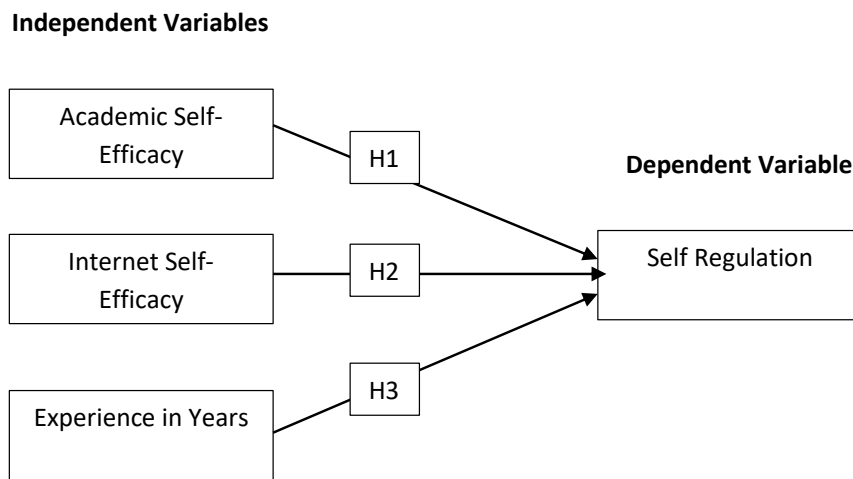 Independent Variables
Academic Self-
Efficacy
H1
Dependent Variable
Internet Self-
Efficacy
H2
Self Regulation
Experience in Years
H3